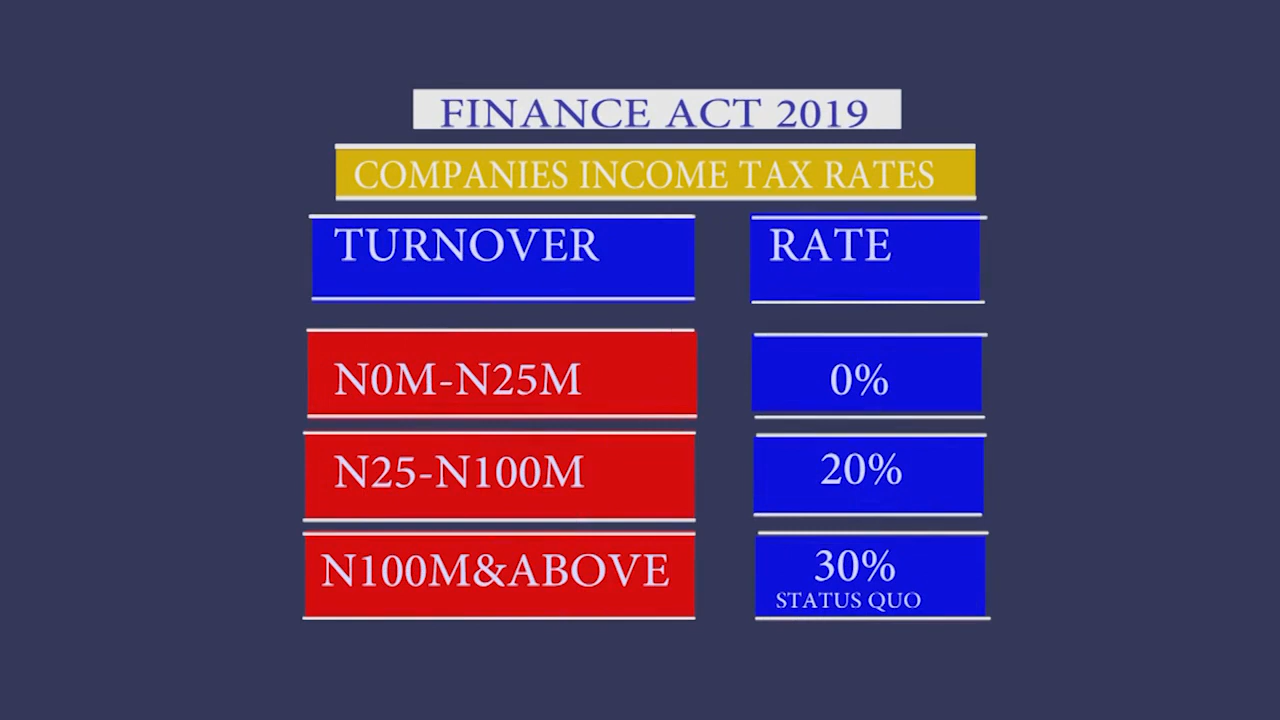 FINANCE ACT 2019
COMPANIES INCOME TAX RATES
TURNOVER RATE
N0M-N25M 0%
N25-N100M 20%
N100M&ABOVE 30%
STATUS QUO